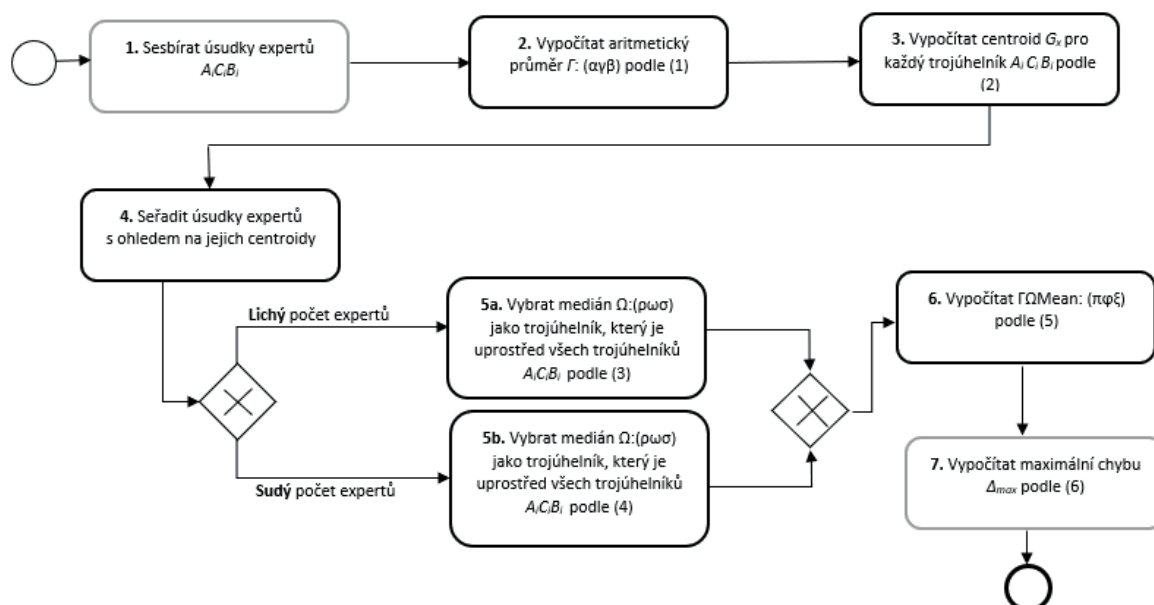 1. Sesbírat úsudky expertů
AᵢCᵢBᵢ
2. Vypočítat aritmetický
průměr Γ: (αγβ) podle (1)
3. Vypočítat centroid Gₓ pro
každý trojúhelník Aᵢ Cᵢ Bᵢ podle
(2)
4. Seřadit úsudky expertů
s ohledem na jejich centroidy
Lichý počet expertů
5a. Vybrat medián Ω:(ρωσ)
jako trojúhelník, který je
uprostřed všech trojúhelníků
AᵢCᵢBᵢ podle (3)
Sudý počet expertů
5b. Vybrat medián Ω:(ρωσ)
jako trojúhelník, který je
uprostřed všech trojúhelníků
AᵢCᵢBᵢ podle (4)
6. Vypočítat ΓΩMean: (πφξ)
podle (5)
7. Vypočítat maximální chybu
Δmax podle (6)